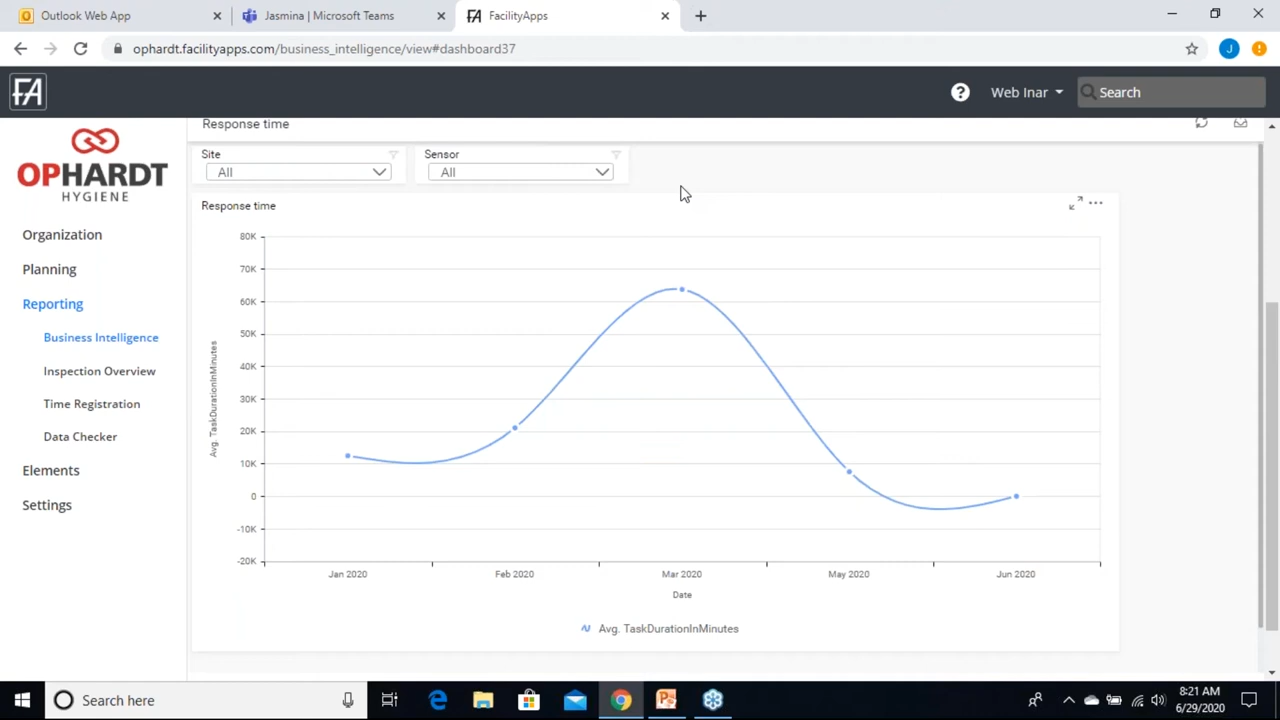 Outlook Web App
Jasmina | Microsoft Teams
FacilityApps
ophardt.facilityapps.com/business_intelligence/view#dashboard37
J
FA
Web Inar
Search
OPHARDT
HYGIENE
Organization
Planning
Reporting
Business Intelligence
Inspection Overview
Time Registration
Data Checker
Elements
Settings
Response time
Site
Sensor
All
All
Response time
80K
70K
60K
50K
40K
30K
20K
10K
0
-10K
-20K
Avg. TaskDurationInMinutes
Jan 2020
Feb 2020
Mar 2020
May 2020
Jun 2020
Date
Avg. TaskDurationInMinutes
Search here
8:21 AM
6/29/2020